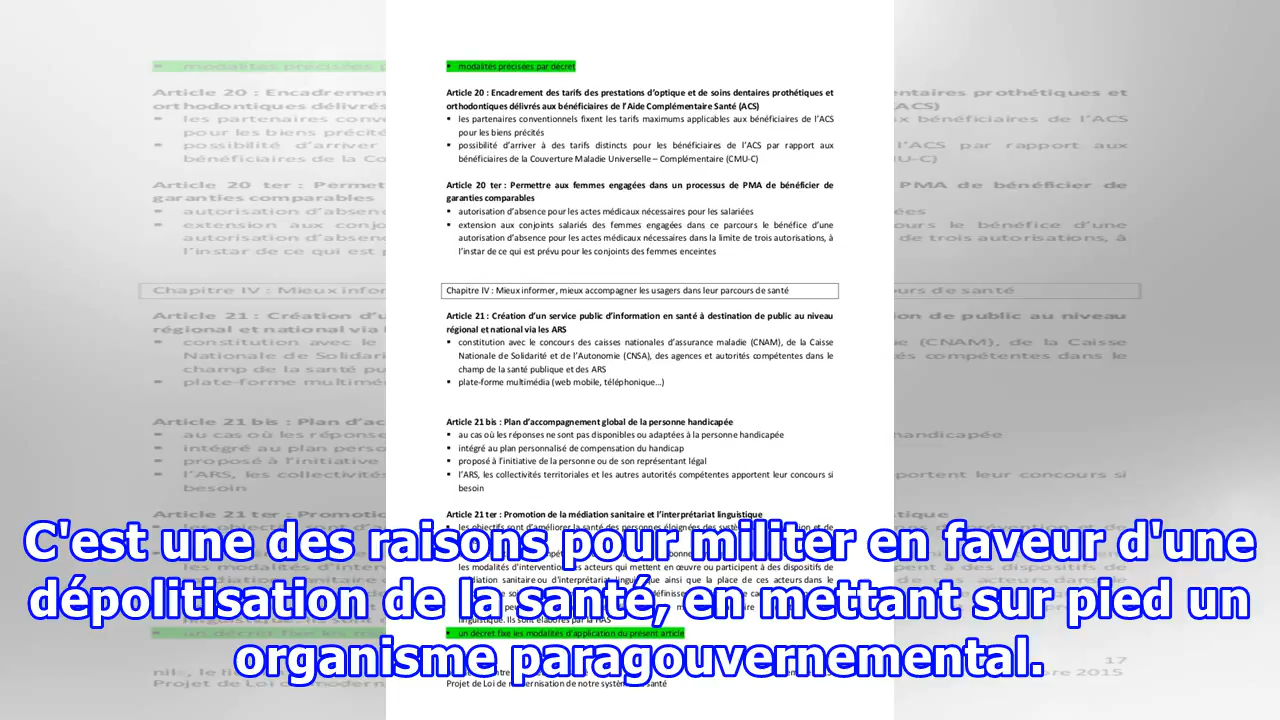 ▪ modalités précisées par décret
Article 20 : Encadrement des tarifs des prestations d'optique et de soins dentaires prothétiques et
orthodontiques délivrés aux bénéficiaires de l'Aide Complémentaire Santé (ACS)
▪ les partenaires conventionnels fixent les tarifs maximums applicables aux bénéficiaires de l'ACS
pour les biens précités
▪ possibilité d'arriver à des tarifs distincts pour les bénéficiaires de l'ACS par rapport aux
bénéficiaires de la Couverture Maladie Universelle – Complémentaire (CMU-C)
Article 20 ter : Permettre aux femmes engagées dans un processus de PMA de bénéficier de
garanties comparables
▪ autorisation d'absence pour les actes médicaux nécessaires pour les salariées
▪ extension aux conjoints salariés des femmes engagées dans ce parcours le bénéfice d'une
autorisation d'absence pour les actes médicaux nécessaires dans la limite de trois autorisations, à
l'instar de ce qui est prévu pour les conjoints des femmes enceintes
Chapitre IV : Mieux informer, mieux accompagner les usagers dans leur parcours de santé
Article 21 : Création d'un service public d'information en santé à destination de public au niveau
régional et national via les ARS
▪ constitution avec le concours des caisses nationales d'assurance maladie (CNAM), de la Caisse
Nationale de Solidarité et de l'Autonomie (CNSA), des agences et autorités compétentes dans le
champ de la santé publique et des ARS
▪ plate-forme multimédia (web mobile, téléphonique…)
Article 21 bis : Plan d'accompagnement global de la personne handicapée
▪ au cas où les réponses ne sont pas disponibles ou adaptées à la personne handicapée
▪ intégré au plan personnalisé de compensation du handicap
▪ proposé à l'initiative de la personne ou de son représentant légal
▪ l'ARS, les collectivités territoriales et les autres autorités compétentes apportent leur concours si
besoin
Article 21 ter : Promotion de la médiation sanitaire et l'interprétariat linguistique
C'est une des raisons pour militer en faveur d'une
dépolitisation de la santé, en mettant sur pied un
organisme paragouvernemental.
linguistique. Ils sont élaborés par la HAS
▪ un décret fixe les modalités d'application du présent article
17
Projet de Loi de modernisation de notre système de santé